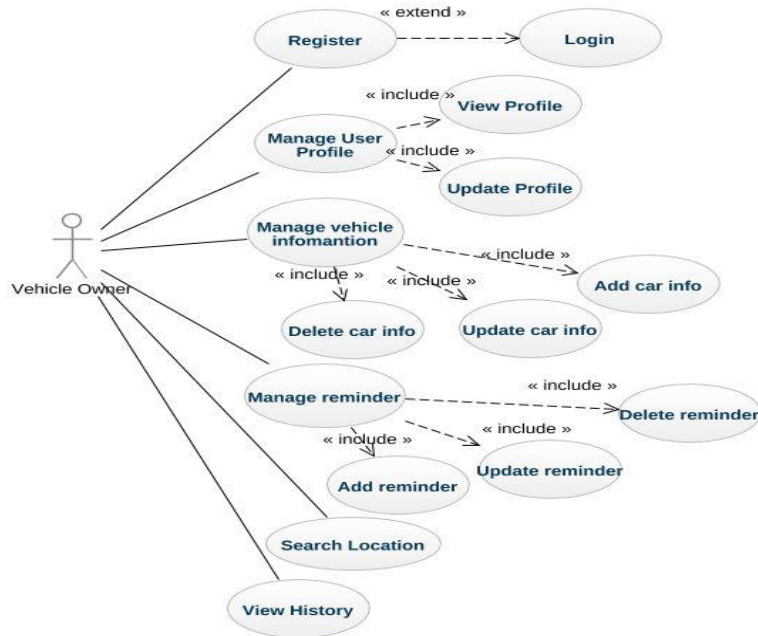 « extend »
Register
Login
« include »
View Profile
Manage User
Profile
« include »
Update Profile
Manage vehicle
infomantion
« include »
« include »
« include »
Add car info
Vehicle Owner
Delete car info
Update car info
Manage reminder
« include »
Delete reminder
« include »
« include »
Update reminder
Add reminder
Search Location
View History